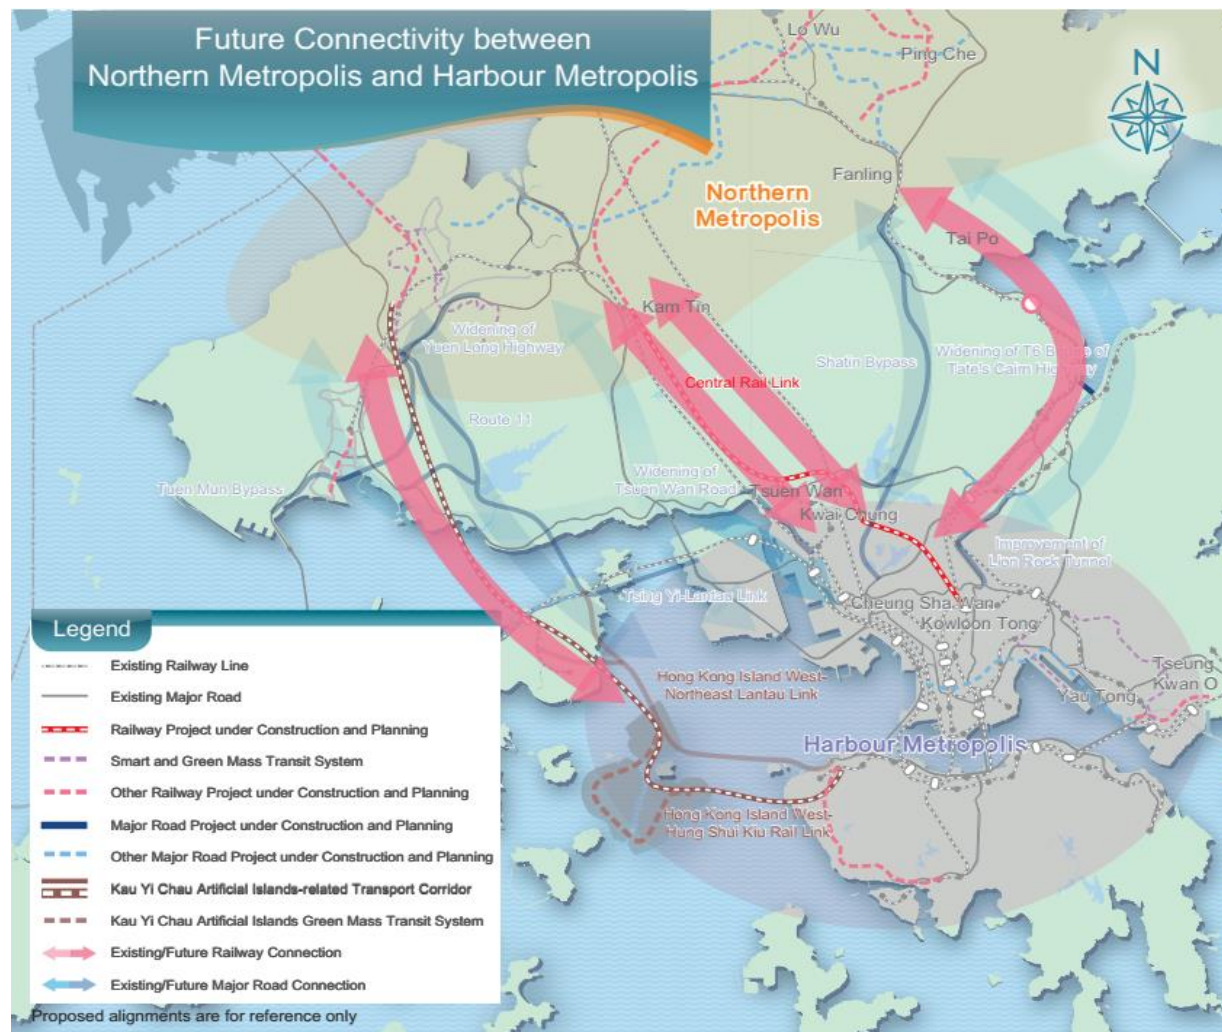 Future Connectivity between
Northern Metropolis and Harbour Metropolis
Lo Wu
Ping Che
N
Fanling
Northern
Metropolis
Tai Po
Kam Tin
Widening of
Yuen Long Highway
Shatin Bypass
Widening of T6 Bridge of
Tate's Cairn Highway
Central Rail Link
Route 11
Widening of
Tsuen Wan Road
Tsuen Wan
Tuen Mun Bypass
Kwai Chung
Improvement of
Lion Rock Tunnel
Tsing Yi-Lantau Link
Cheung Sha Wan
Kowloon Tong
Tseung
Kwan O
Hong Kong Island West-
Northeast Lantau Link
Yau Tong
Harbour Metropolis
Hong Kong Island West-
Hung Shui Kiu Rail Link
Legend
Existing Railway Line
Existing Major Road
Railway Project under Construction and Planning
Smart and Green Mass Transit System
Other Railway Project under Construction and Planning
Major Road Project under Construction and Planning
Other Major Road Project under Construction and Planning
Kau Yi Chau Artificial Islands-related Transport Corridor
Kau Yi Chau Artificial Islands Green Mass Transit System
Existing/Future Railway Connection
Existing/Future Major Road Connection
Proposed alignments are for reference only